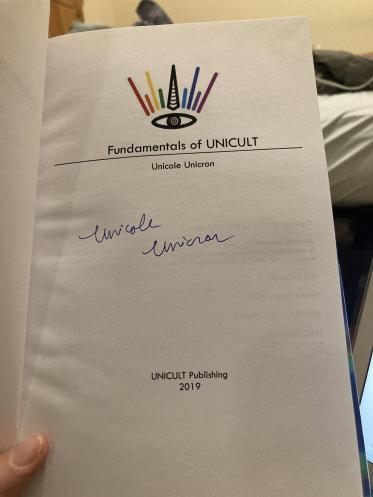 Fundamentals of UNICULT
Unicole Unicron
Unicole
Unicron
UNICULT Publishing
2019